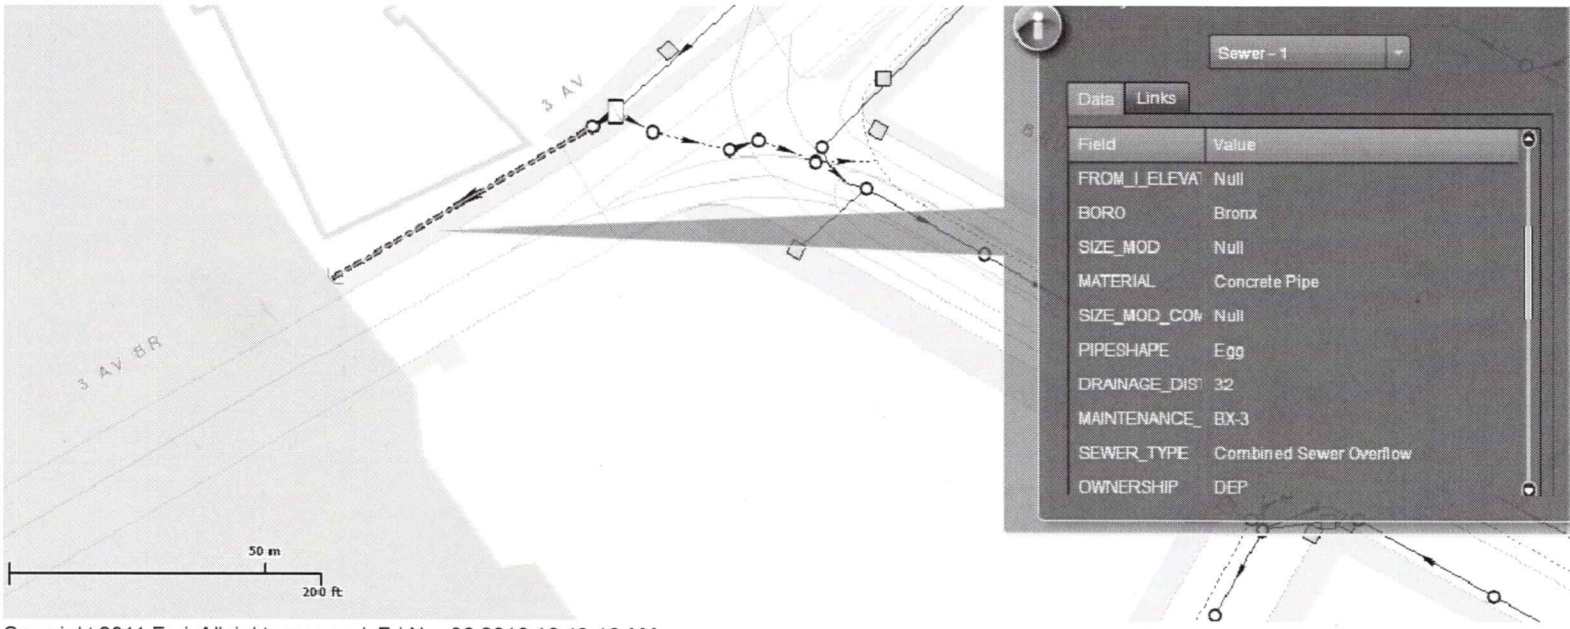 3 AV
3 AV BR
50 m
200 ft
Sewer - 1
Data Links
Field Value
FROM_I_ELEVAT Null
BORO Bronx
SIZE_MOD Null
MATERIAL Concrete Pipe
SIZE_MOD_COM Null
PIPESHAPE Egg
DRAINAGE_DIST 32
MAINTENANCE_ BX-3
SEWER_TYPE Combined Sewer Overflow
OWNERSHIP DEP